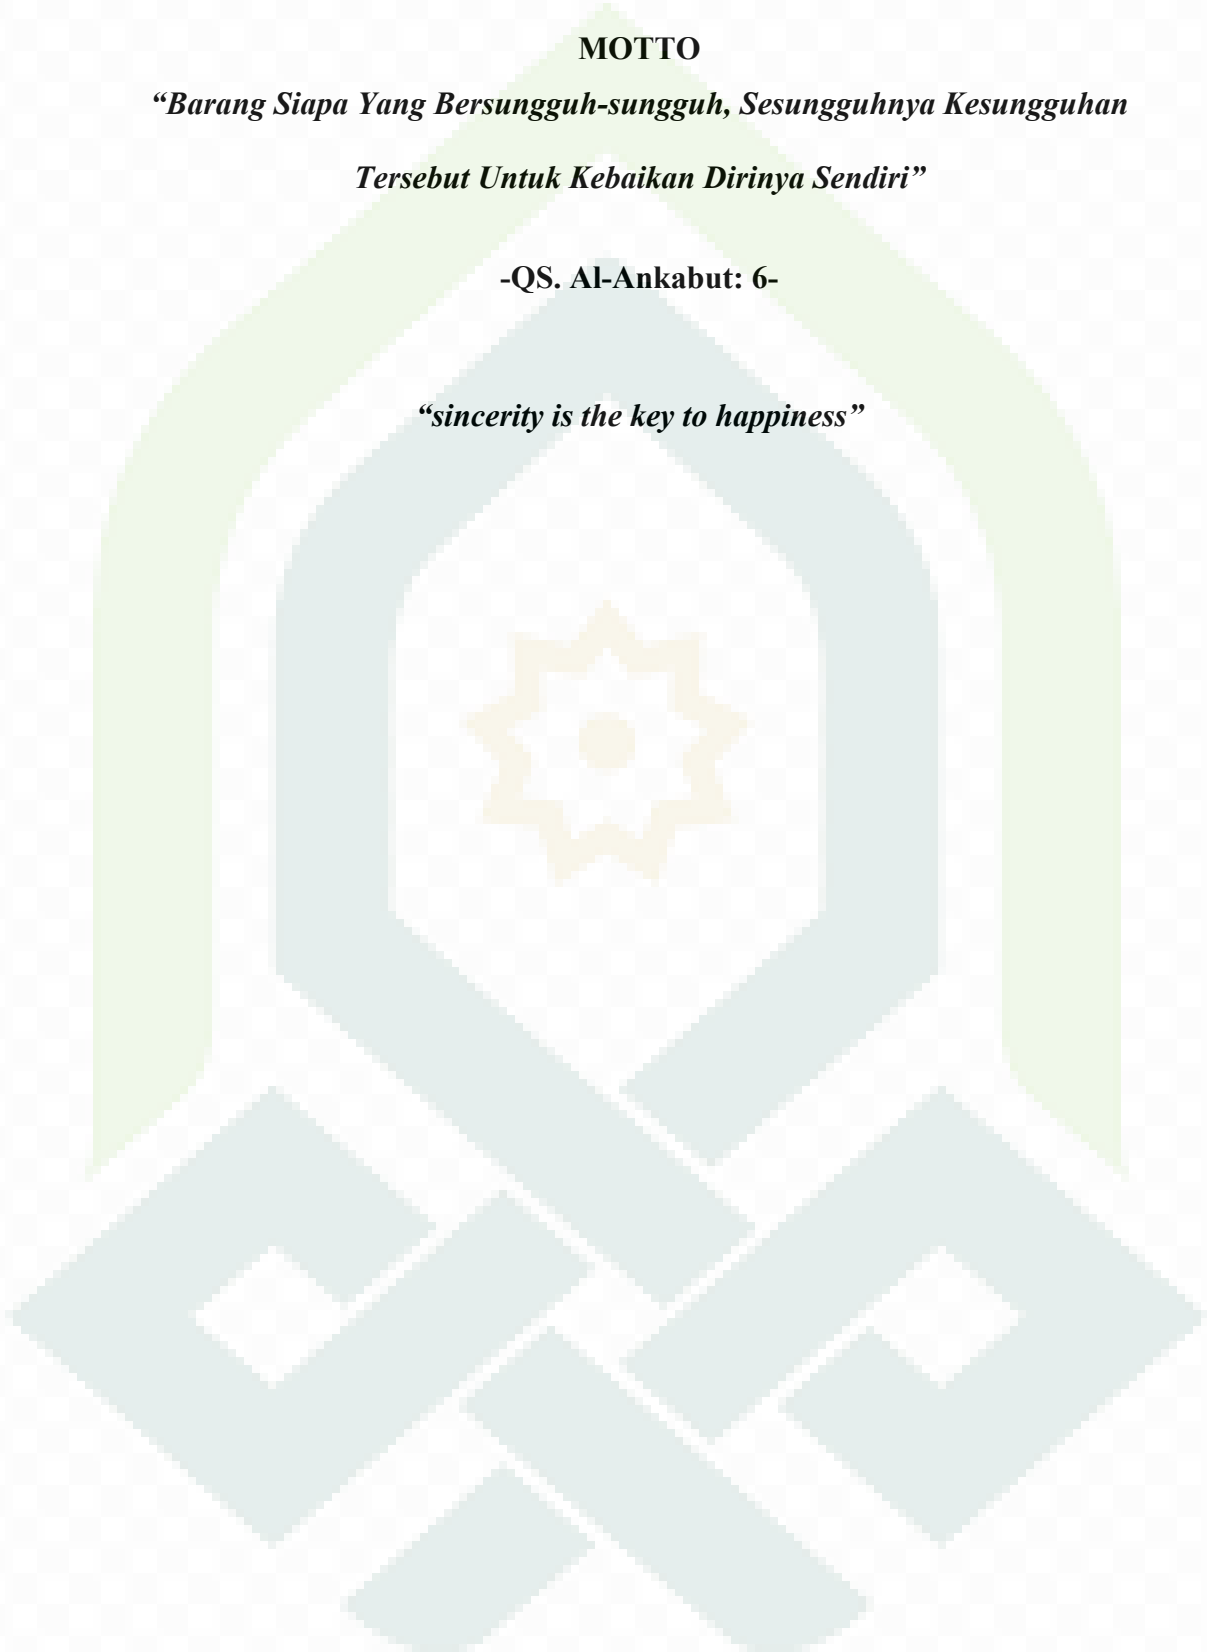 MOTTO
“Barang Siapa Yang Bersungguh-sungguh, Sesungguhnya Kesungguhan
Tersebut Untuk Kebaikan Dirinya Sendiri”
-QS. Al-Ankabut: 6-
“sincerity is the key to happiness”